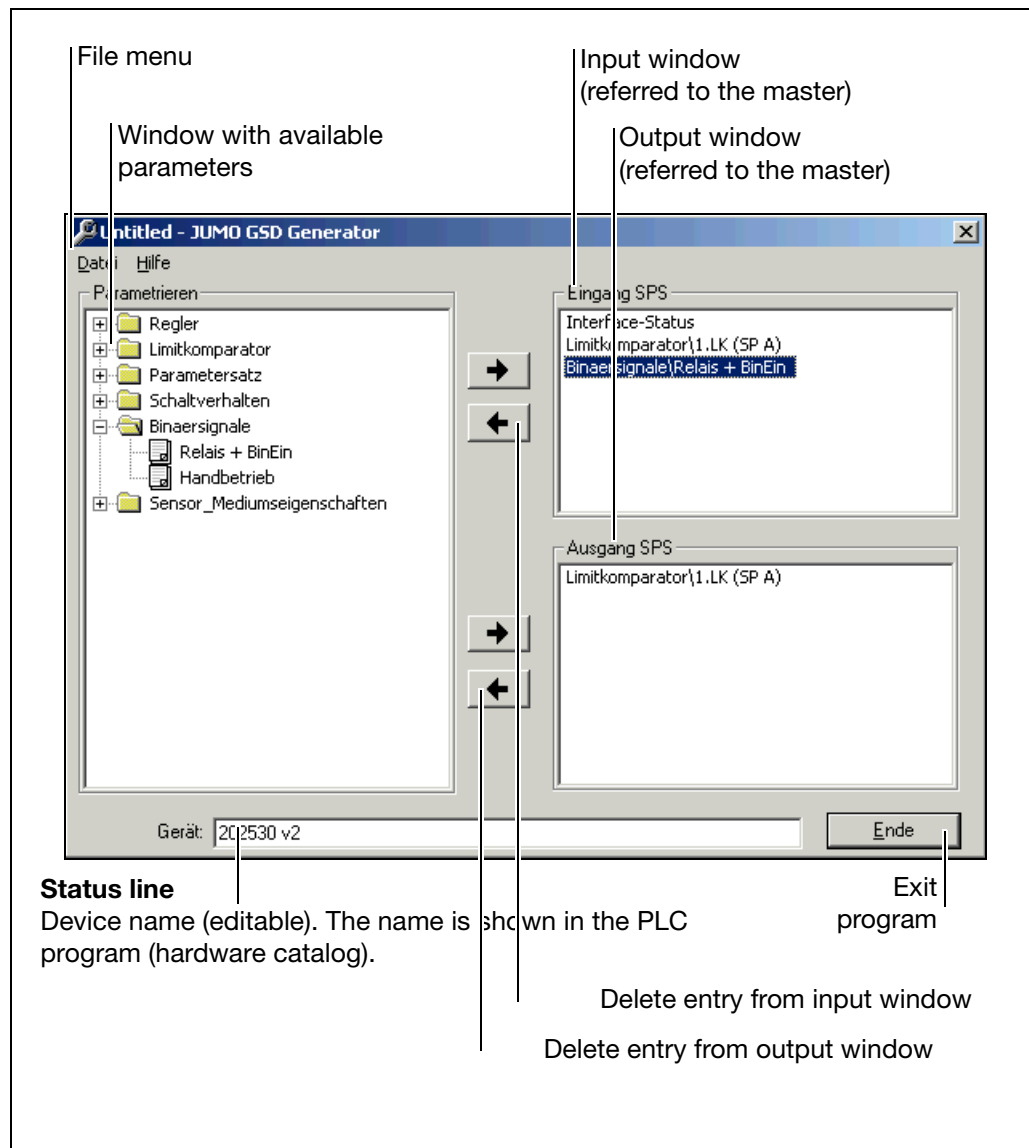 File menu
Input window
(referred to the master)
Window with available
parameters
Output window
(referred to the master)
Untitled - JUMO GSD Generator
Datei Hilfe
Parametrieren
Regler
Limitkomparator
Parametersatz
Schaltverhalten
Binaersignale
Relais + BinEin
Handbetrieb
Sensor_Mediumseigenschaften
Eingang SPS
Interface-Status
Limitkomparator\1.LK (SP A)
Binaersignale\Relais + BinEin
Ausgang SPS
Limitkomparator\1.LK (SP A)
Gerät: 202530 v2
Ende
Status line
Device name (editable). The name is shown in the PLC
program (hardware catalog).
Exit
program
Delete entry from input window
Delete entry from output window